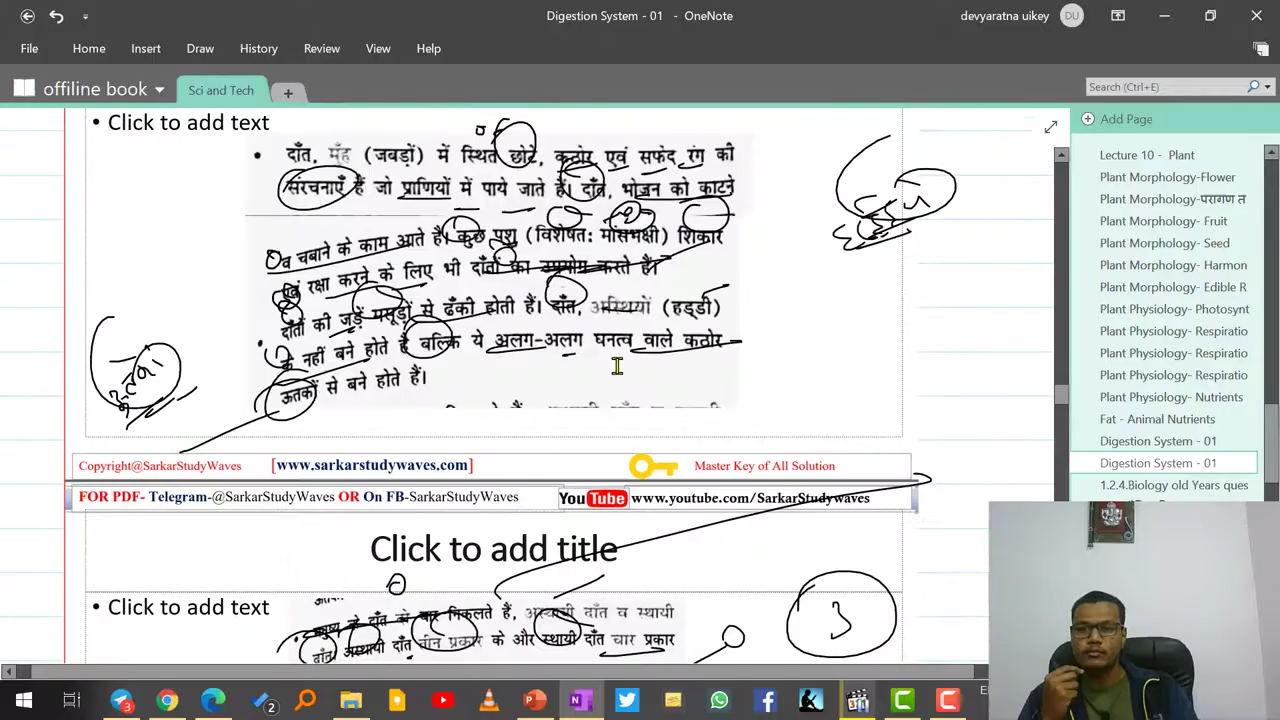 Digestion System - 01 - OneNote
devyaratna uikey
DU
File Home Insert Draw History Review View Help
offiline book
Sci and Tech
Search (Ctrl+E)
• Click to add text
• दाँत, मुँह (जबड़ों) में स्थित छोटे, कठोर एवं सफेद रंग की
संरचनाएँ हैं जो प्राणियों में पाये जाते हैं। दाँत, भोजन को काटने
व चबाने के काम आते हैं। कुछ पशु (विशेषत: मांसभक्षी) शिकार
एवं रक्षा करने के लिए भी दाँतों का उपयोग करते हैं।
दाँतों की जड़ें मसूड़ों से ढँकी होती हैं। दाँत, अस्थियों (हड्डी)
के नहीं बने होते हैं बल्कि ये अलग-अलग घनत्व वाले कठोर
ऊतकों से बने होते हैं।
Copyright@SarkarStudyWaves [www.sarkarstudywaves.com] Master Key of All Solution
FOR PDF- Telegram-@SarkarStudyWaves OR On FB-SarkarStudyWaves YouTube www.youtube.com/SarkarStudywaves
Click to add title
• Click to add text
मनुष्य के दाँत दो बार निकलते हैं, अस्थायी दाँत व स्थायी
दाँत। अस्थायी दाँत तीन प्रकार के और स्थायी दाँत चार प्रकार
3
Add Page
Lecture 10 - Plant
Plant Morphology-Flower
Plant Morphology-परागण त
Plant Morphology- Fruit
Plant Morphology- Seed
Plant Morphology- Harmon
Plant Morphology- Edible R
Plant Physiology- Photosynt
Plant Physiology- Respiratio
Plant Physiology- Respiratio
Plant Physiology- Respiratio
Plant Physiology- Nutrients
Fat - Animal Nutrients
Digestion System - 01
Digestion System - 01
1.2.4.Biology old Years ques